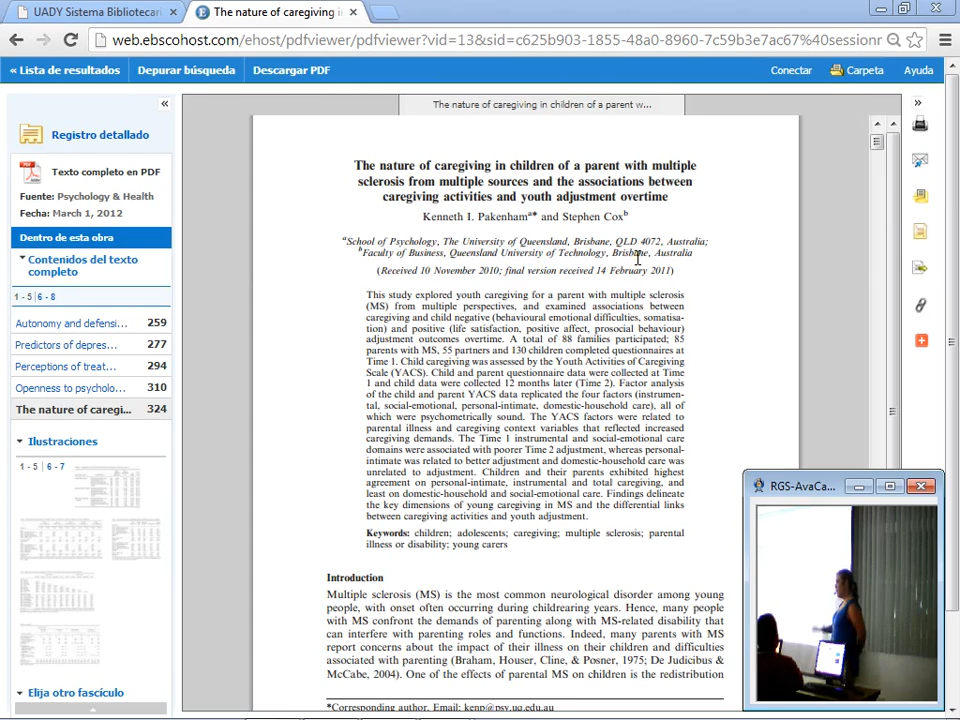 UADY Sistema Bibliotecari
The nature of caregiving in
web.ebscohost.com/ehost/pdfviewer/pdfviewer?vid=13&sid=c625b903-1855-48a0-8960-7c59b3e7ac67%40sessionr
« Lista de resultados
Depurar búsqueda
Descargar PDF
Conectar
Carpeta
Ayuda
«
Registro detallado
Texto completo en PDF
Fuente: Psychology & Health
Fecha: March 1, 2012
Dentro de esta obra
Contenidos del texto
completo
1 - 5 | 6 - 8
Autonomy and defensi... 259
Predictors of depres... 277
Perceptions of treat... 294
Openness to psycholo... 310
The nature of caregi... 324
Ilustraciones
1 - 5 | 6 - 7
Elija otro fascículo
The nature of caregiving in children of a parent w...
»
The nature of caregiving in children of a parent with multiple
sclerosis from multiple sources and the associations between
caregiving activities and youth adjustment overtime
Kenneth I. Pakenhama* and Stephen Coxb
aSchool of Psychology, The University of Queensland, Brisbane, QLD 4072, Australia;
bFaculty of Business, Queensland University of Technology, Brisbane, Australia
(Received 10 November 2010; final version received 14 February 2011)
This study explored youth caregiving for a parent with multiple sclerosis
(MS) from multiple perspectives, and examined associations between
caregiving and child negative (behavioural emotional difficulties, somatisa-
tion) and positive (life satisfaction, positive affect, prosocial behaviour)
adjustment outcomes overtime. A total of 88 families participated; 85
parents with MS, 55 partners and 130 children completed questionnaires at
Time 1. Child caregiving was assessed by the Youth Activities of Caregiving
Scale (YACS). Child and parent questionnaire data were collected at Time
1 and child data were collected 12 months later (Time 2). Factor analysis
of the child and parent YACS data replicated the four factors (instrumen-
tal, social-emotional, personal-intimate, domestic-household care), all of
which were psychometrically sound. The YACS factors were related to
parental illness and caregiving context variables that reflected increased
caregiving demands. The Time 1 instrumental and social-emotional care
domains were associated with poorer Time 2 adjustment, whereas personal-
intimate was related to better adjustment and domestic-household care was
unrelated to adjustment. Children and their parents exhibited highest
agreement on personal-intimate, instrumental and total caregiving, and
least on domestic-household and social-emotional care. Findings delineate
the key dimensions of young caregiving in MS and the differential links
between caregiving activities and youth adjustment.
Keywords: children; adolescents; caregiving; multiple sclerosis; parental
illness or disability; young carers
Introduction
Multiple sclerosis (MS) is the most common neurological disorder among young
people, with onset often occurring during childrearing years. Hence, many people
with MS confront the demands of parenting along with MS-related disability that
can interfere with parenting roles and functions. Indeed, many parents with MS
report concerns about the impact of their illness on their children and difficulties
associated with parenting (Braham, Houser, Cline, & Posner, 1975; De Judicibus &
McCabe, 2004). One of the effects of parental MS on children is the redistribution
*Corresponding author. Email: kenp@psy.uq.edu.au
RGS-AvaCa...